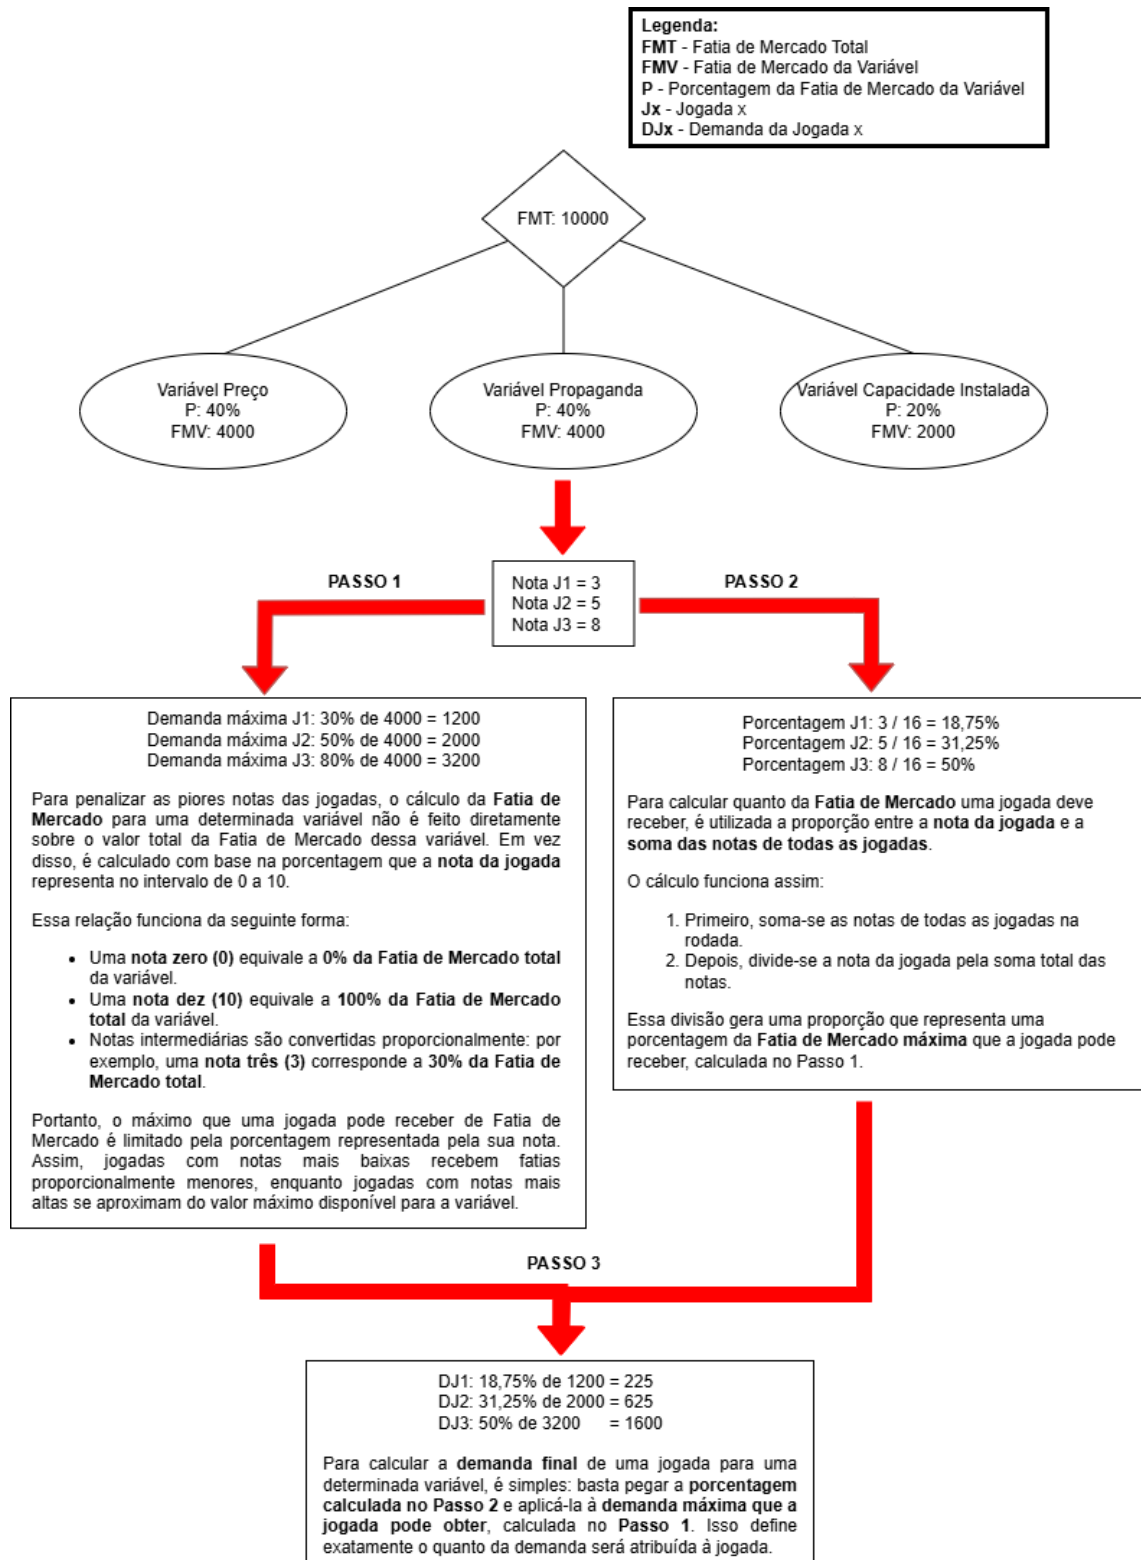 Legenda:
FMT - Fatia de Mercado Total
FMV - Fatia de Mercado da Variável
P - Porcentagem da Fatia de Mercado da Variável
Jx - Jogada x
DJx - Demanda da Jogada x
FMT: 10000
Variável Preço
P: 40%
FMV: 4000
Variável Propaganda
P: 40%
FMV: 4000
Variável Capacidade Instalada
P: 20%
FMV: 2000
PASSO 1
Nota J1 = 3
Nota J2 = 5
Nota J3 = 8
PASSO 2
Demanda máxima J1: 30% de 4000 = 1200
Demanda máxima J2: 50% de 4000 = 2000
Demanda máxima J3: 80% de 4000 = 3200
Para penalizar as piores notas das jogadas, o cálculo da Fatia de
Mercado para uma determinada variável não é feito diretamente
sobre o valor total da Fatia de Mercado dessa variável. Em vez
disso, é calculado com base na porcentagem que a nota da jogada
representa no intervalo de 0 a 10.
Essa relação funciona da seguinte forma:
• Uma nota zero (0) equivale a 0% da Fatia de Mercado total
da variável.
• Uma nota dez (10) equivale a 100% da Fatia de Mercado
total da variável.
• Notas intermediárias são convertidas proporcionalmente: por
exemplo, uma nota três (3) corresponde a 30% da Fatia de
Mercado total.
Portanto, o máximo que uma jogada pode receber de Fatia de
Mercado é limitado pela porcentagem representada pela sua nota.
Assim, jogadas com notas mais baixas recebem fatias
proporcionalmente menores, enquanto jogadas com notas mais
altas se aproximam do valor máximo disponível para a variável.
Porcentagem J1: 3 / 16 = 18,75%
Porcentagem J2: 5 / 16 = 31,25%
Porcentagem J3: 8 / 16 = 50%
Para calcular quanto da Fatia de Mercado uma jogada deve
receber, é utilizada a proporção entre a nota da jogada e a
soma das notas de todas as jogadas.
O cálculo funciona assim:
1. Primeiro, soma-se as notas de todas as jogadas na
rodada.
2. Depois, divide-se a nota da jogada pela soma total das
notas.
Essa divisão gera uma proporção que representa uma
porcentagem da Fatia de Mercado máxima que a jogada pode
receber, calculada no Passo 1.
PASSO 3
DJ1: 18,75% de 1200 = 225
DJ2: 31,25% de 2000 = 625
DJ3: 50% de 3200 = 1600
Para calcular a demanda final de uma jogada para uma
determinada variável, é simples: basta pegar a porcentagem
calculada no Passo 2 e aplicá-la à demanda máxima que a
jogada pode obter, calculada no Passo 1. Isso define
exatamente o quanto da demanda será atribuída à jogada.